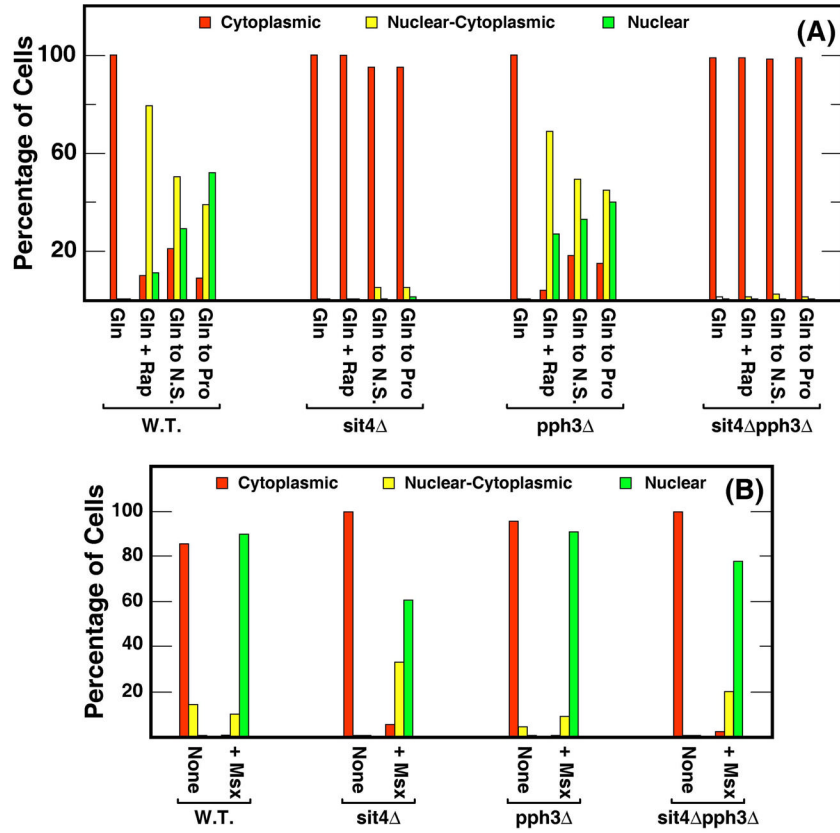 Cytoplasmic Nuclear-Cytoplasmic Nuclear (A)
Percentage of Cells
100
60
20
Gln
Gln + Rap
Gln to N.S.
Gln to Pro
Gln
Gln + Rap
Gln to N.S.
Gln to Pro
Gln
Gln + Rap
Gln to N.S.
Gln to Pro
Gln
Gln + Rap
Gln to N.S.
Gln to Pro
W.T. sit4Δ pph3Δ sit4Δpph3Δ
Cytoplasmic Nuclear-Cytoplasmic Nuclear (B)
Percentage of Cells
100
80
60
40
20
None
+ Msx
None
+ Msx
None
+ Msx
None
+ Msx
W.T. sit4Δ pph3Δ sit4Δpph3Δ